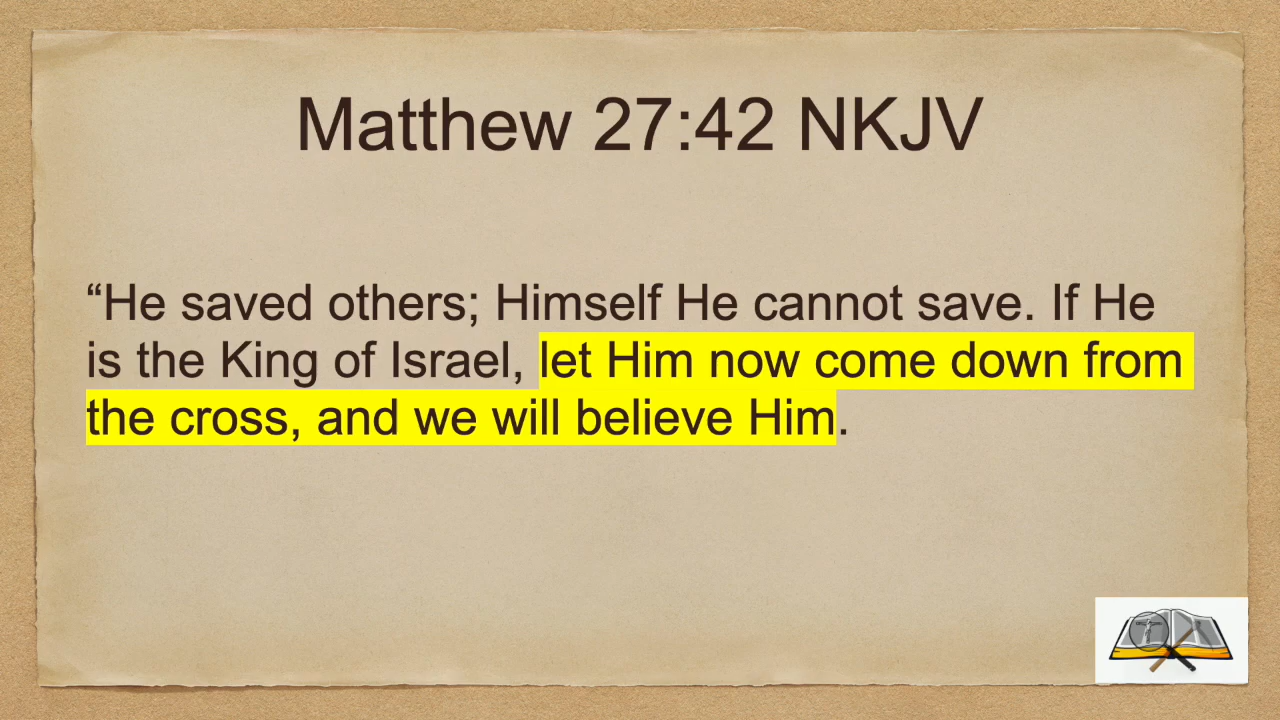 Matthew 27:42 NKJV
“He saved others; Himself He cannot save. If He
is the King of Israel, let Him now come down from
the cross, and we will believe Him.